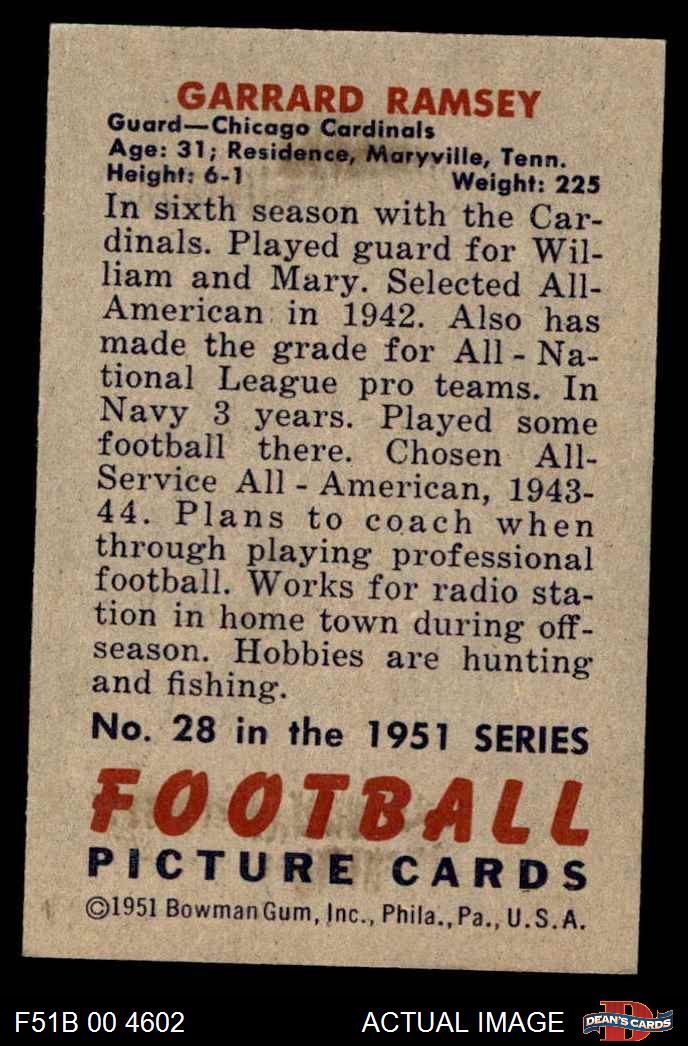 GARRARD RAMSEY
Guard—Chicago Cardinals
Age: 31; Residence, Maryville, Tenn.
Height: 6-1 Weight: 225
In sixth season with the Car-
dinals. Played guard for Wil-
liam and Mary. Selected All-
American in 1942. Also has
made the grade for All - Na-
tional League pro teams. In
Navy 3 years. Played some
football there. Chosen All-
Service All - American, 1943-
44. Plans to coach when
through playing professional
football. Works for radio sta-
tion in home town during off-
season. Hobbies are hunting
and fishing.
No. 28 in the 1951 SERIES
FOOTBALL
PICTURE CARDS
©1951 Bowman Gum, Inc., Phila., Pa., U.S.A.
F51B 00 4602 ACTUAL IMAGE
D
DEAN'S CARDS